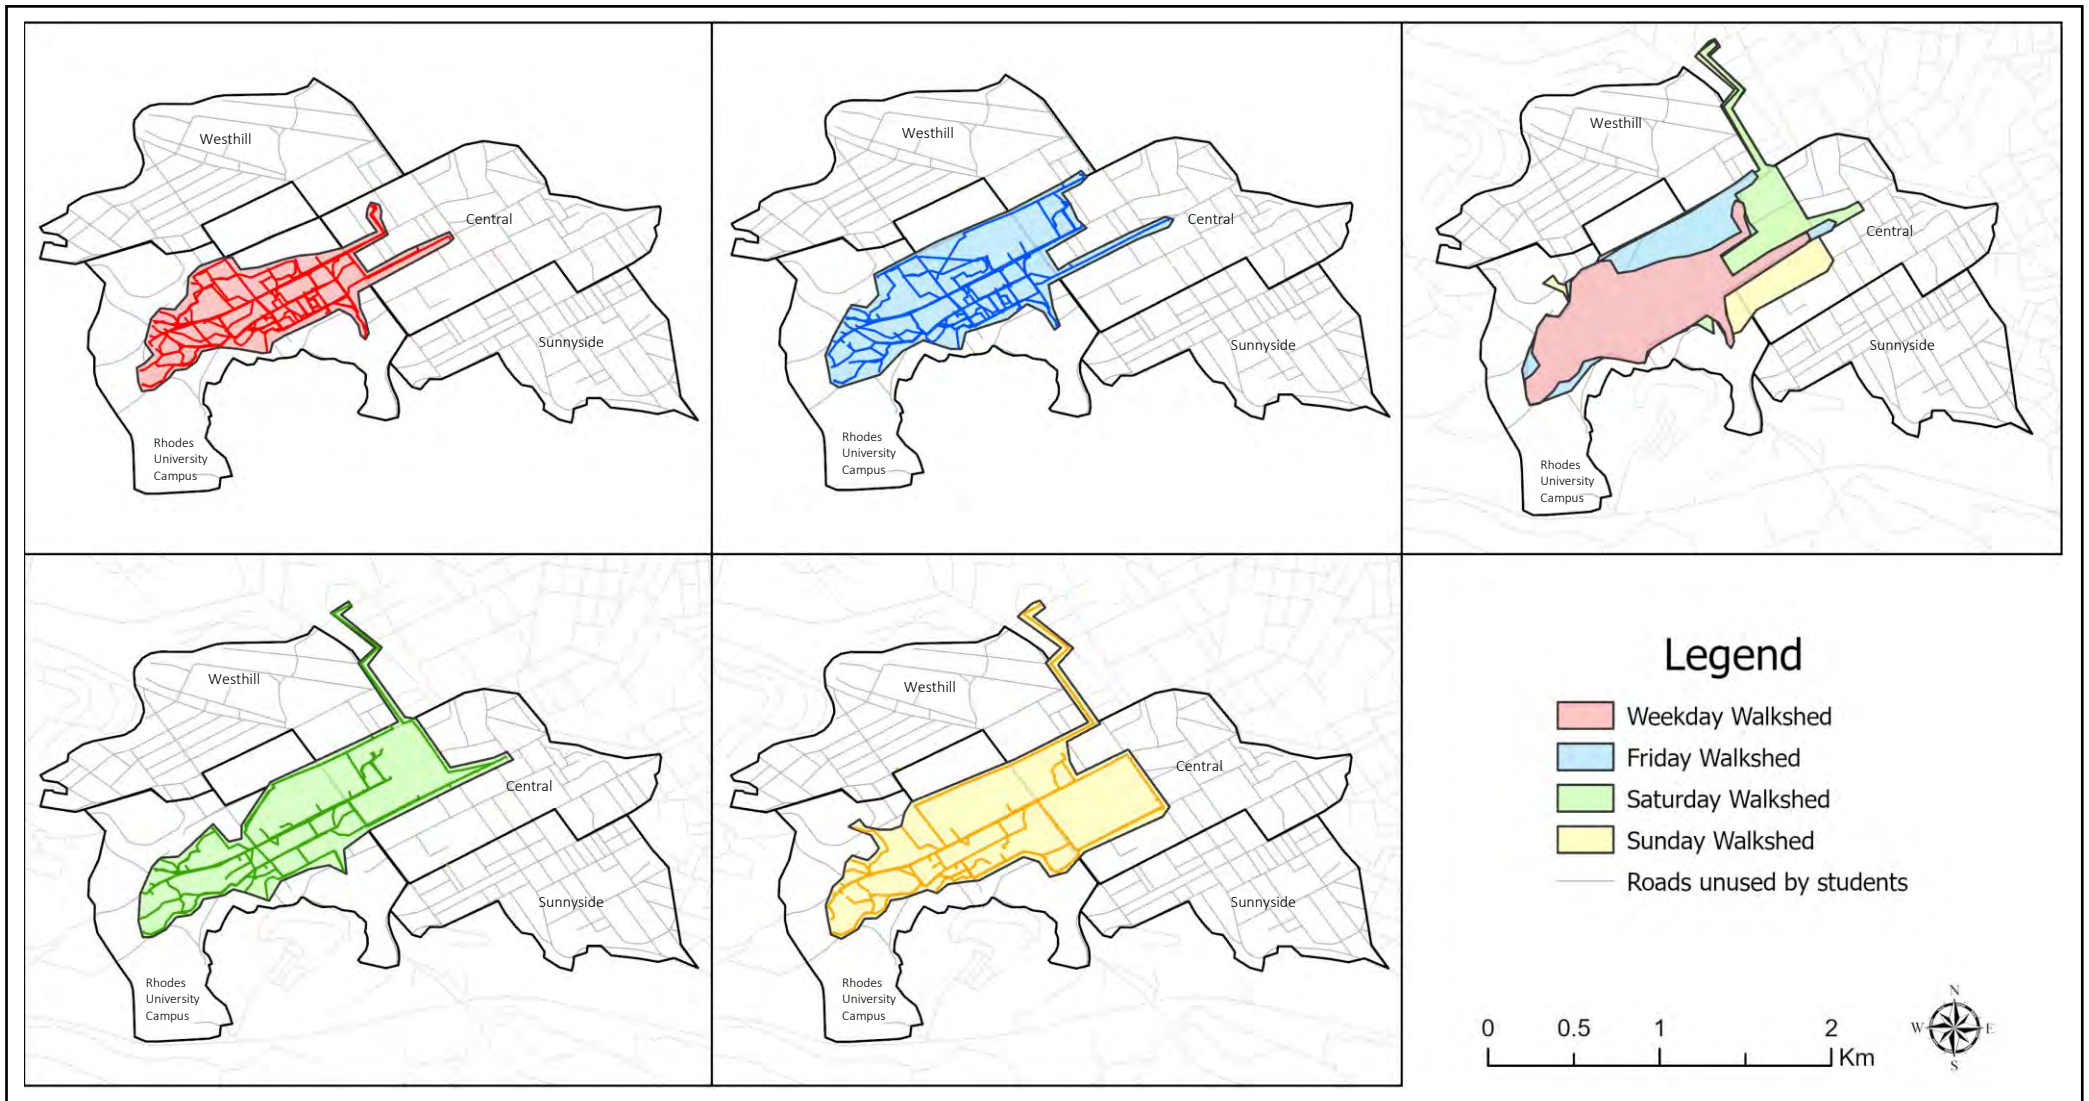 Westhill
Central
Sunnyside
Rhodes
University
Campus
Westhill
Central
Sunnyside
Rhodes
University
Campus
Westhill
Central
Sunnyside
Rhodes
University
Campus
Westhill
Central
Sunnyside
Rhodes
University
Campus
Westhill
Central
Sunnyside
Rhodes
University
Campus
Legend
Weekday Walkshed
Friday Walkshed
Saturday Walkshed
Sunday Walkshed
Roads unused by students
0 0.5 1 2
Km
N
W E
S